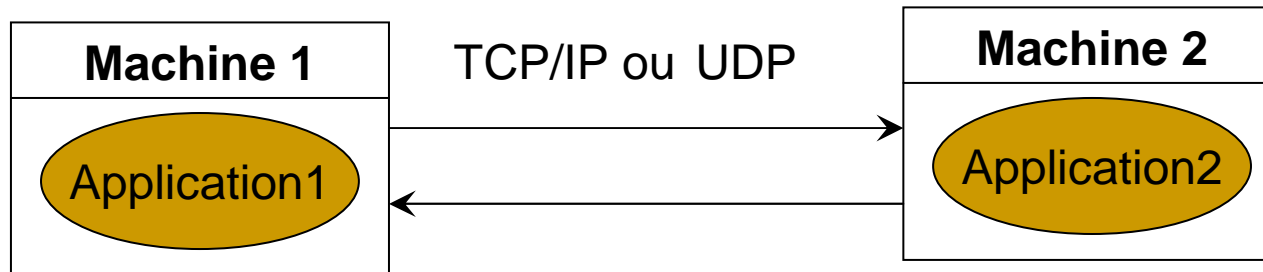 Machine 1
TCP/IP ou UDP
Machine 2
Application1
Application2